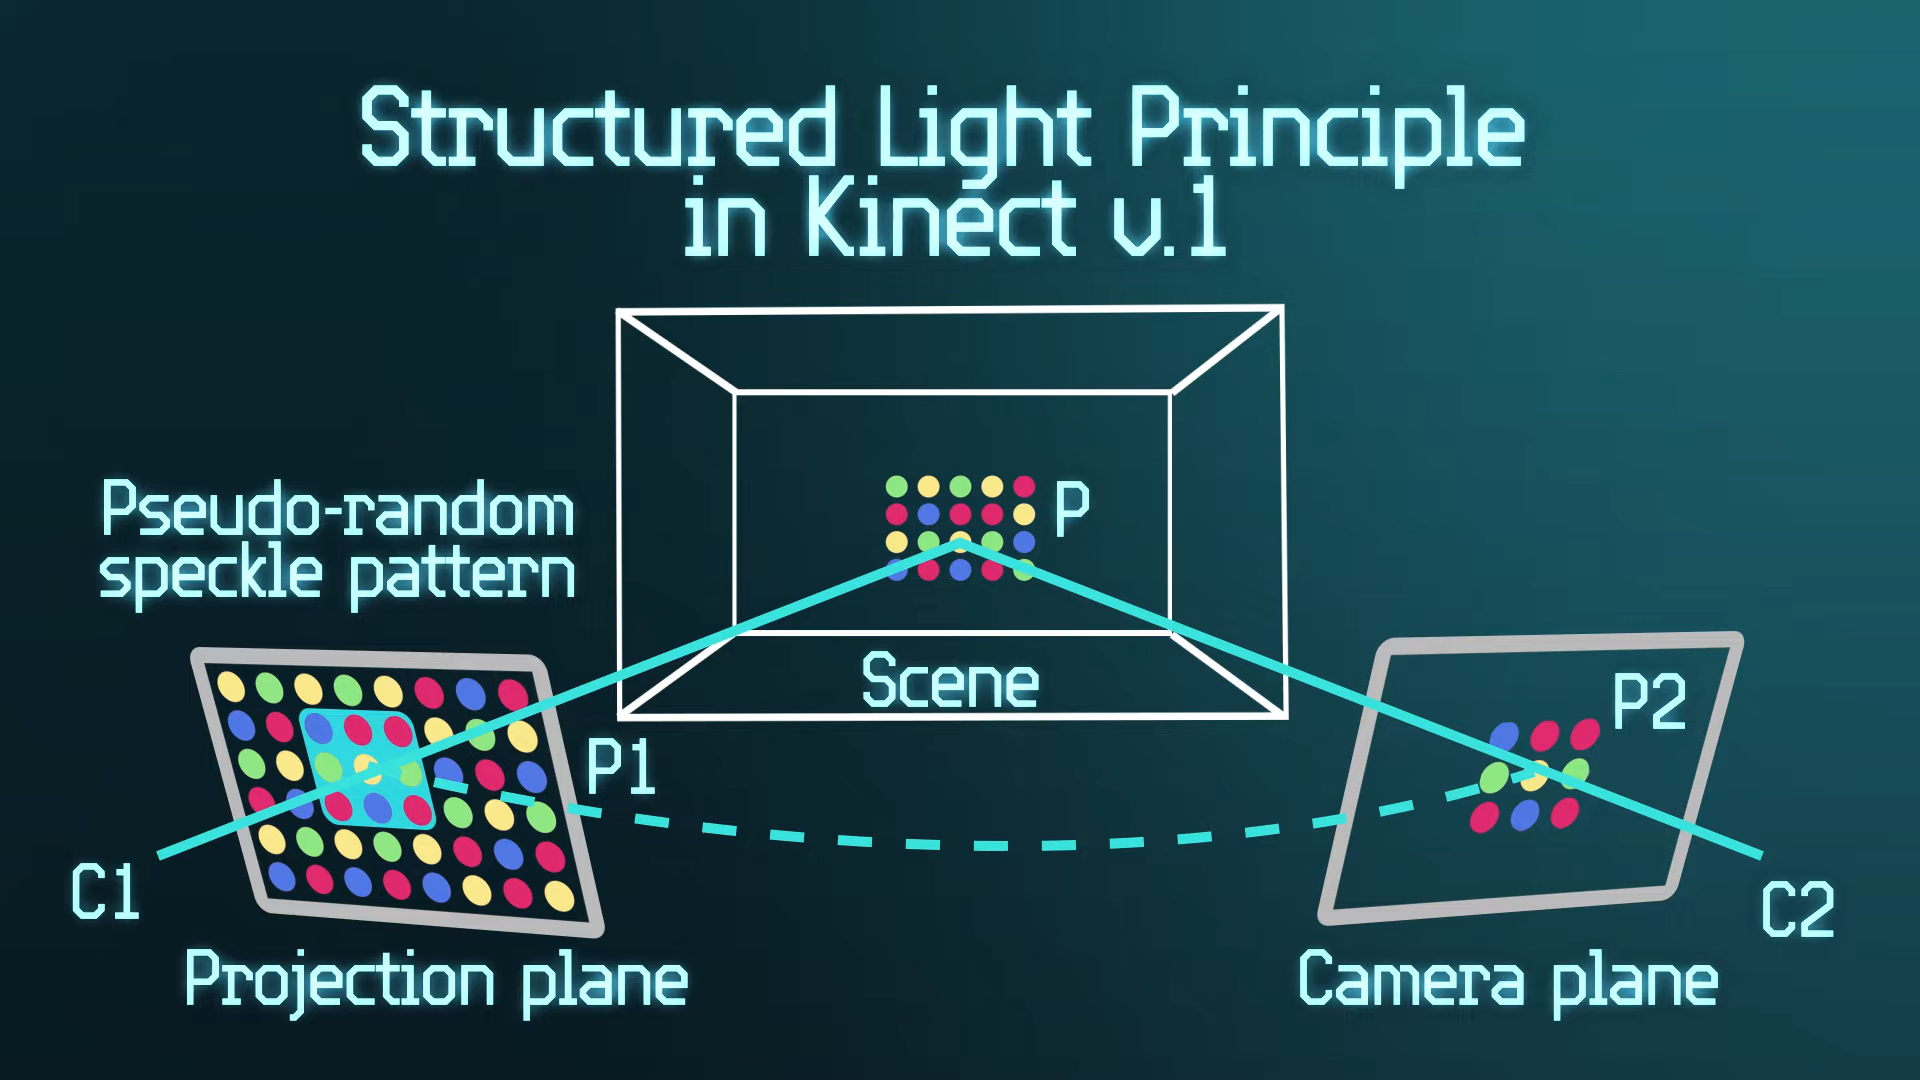 Structured Light Principle
in Kinect v.1
Pseudo-random
speckle pattern
P
Scene
P1
P2
C1
C2
Projection plane
Camera plane